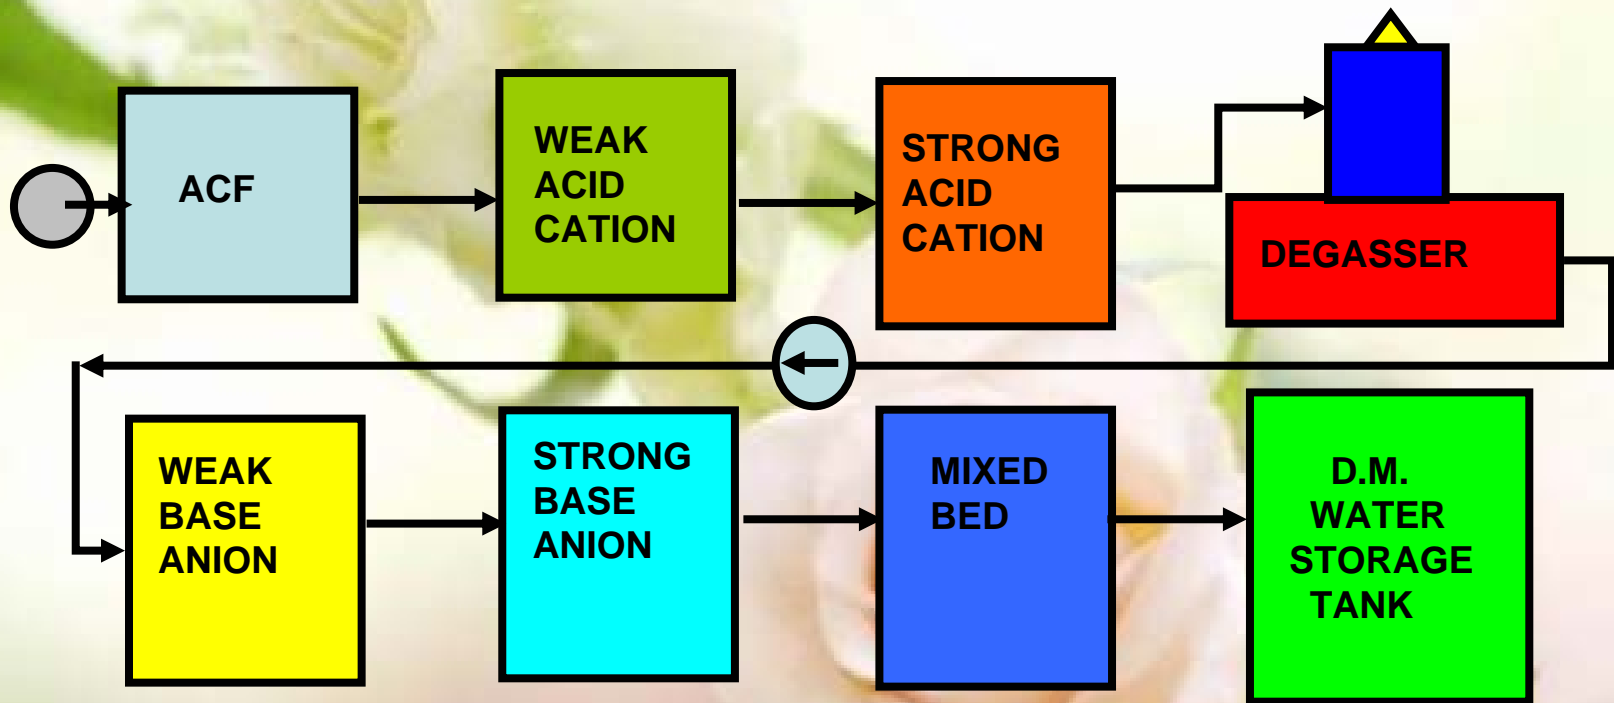 ACF
WEAK
ACID
CATION
STRONG
ACID
CATION
DEGASSER
WEAK
BASE
ANION
STRONG
BASE
ANION
MIXED
BED
D.M.
WATER
STORAGE
TANK